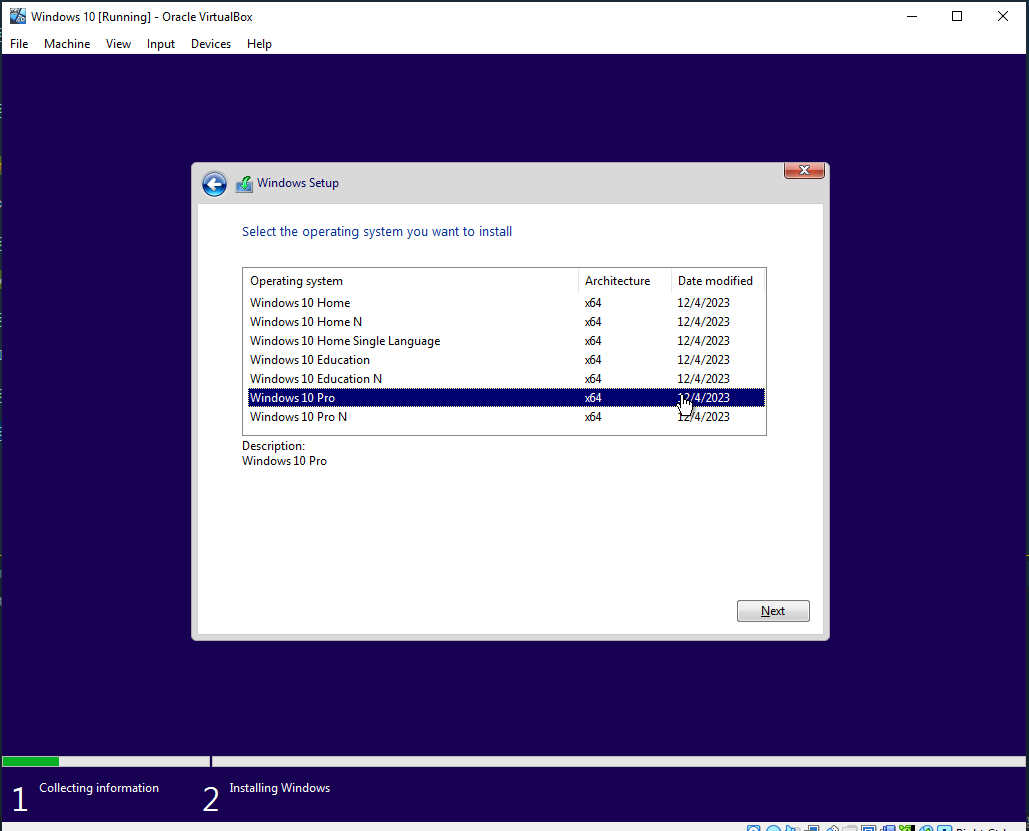 Windows 10 [Running] - Oracle VirtualBox
File Machine View Input Devices Help
Windows Setup
Select the operating system you want to install
Operating system Architecture Date modified
Windows 10 Home x64 12/4/2023
Windows 10 Home N x64 12/4/2023
Windows 10 Home Single Language x64 12/4/2023
Windows 10 Education x64 12/4/2023
Windows 10 Education N x64 12/4/2023
Windows 10 Pro x64 12/4/2023
Windows 10 Pro N x64 12/4/2023
Description:
Windows 10 Pro
Next
1 Collecting information 2 Installing Windows
Right Ctrl